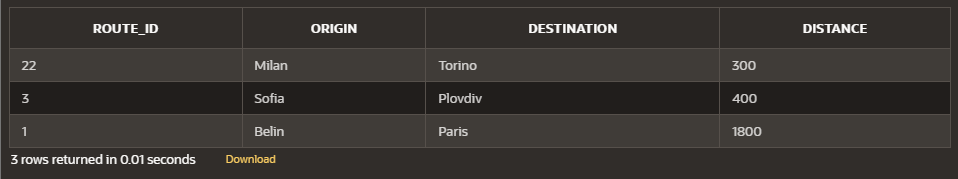 ROUTE_ID ORIGIN DESTINATION DISTANCE
22 Milan Torino 300
3 Sofia Plovdiv 400
1 Belin Paris 1800
3 rows returned in 0.01 seconds Download